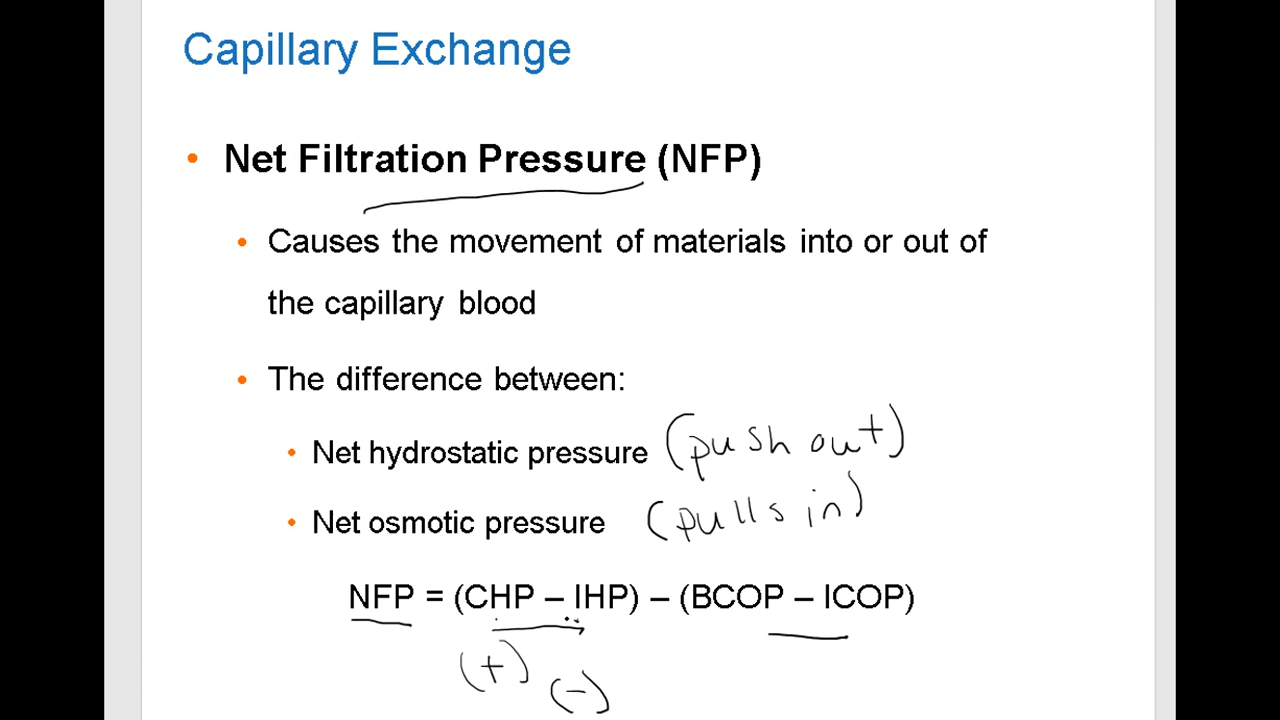 Capillary Exchange
• Net Filtration Pressure (NFP)
• Causes the movement of materials into or out of
the capillary blood
• The difference between:
• Net hydrostatic pressure (push out)
• Net osmotic pressure (pulls in)
NFP = (CHP – IHP) – (BCOP – ICOP)
(+)
(-)